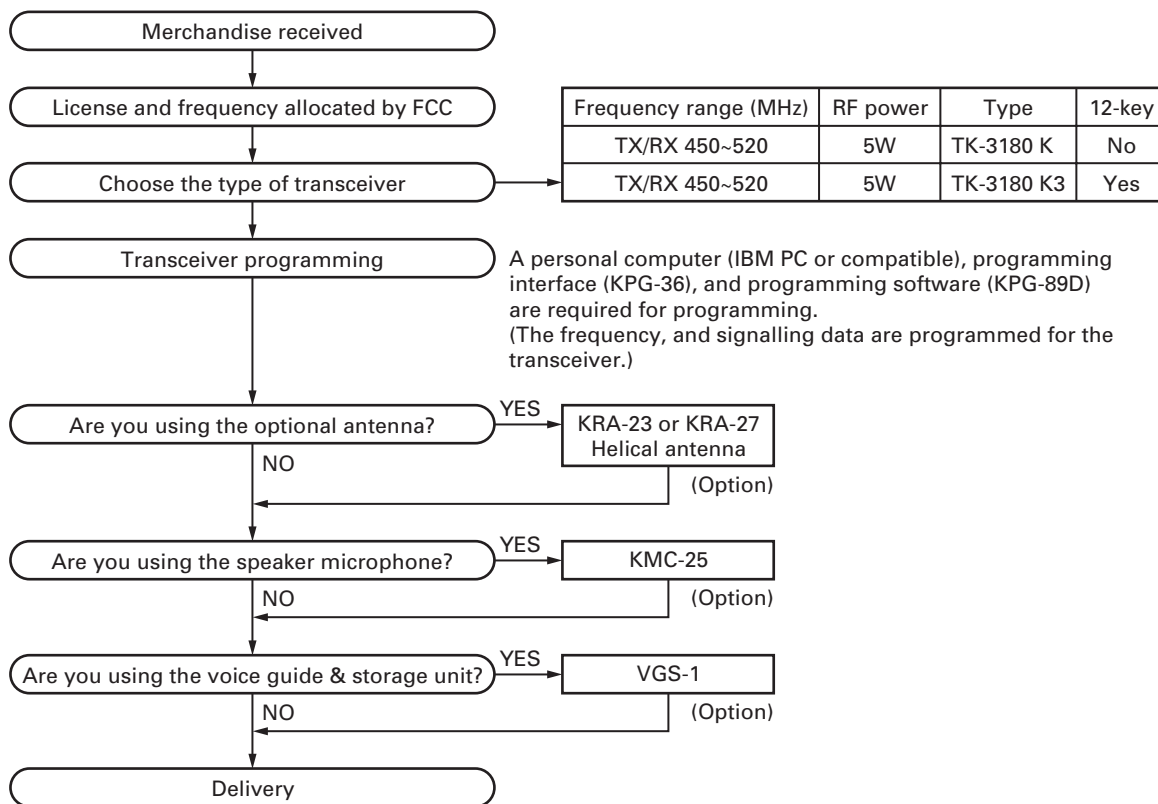 Merchandise received
License and frequency allocated by FCC
Choose the type of transceiver
Frequency range (MHz) RF power Type 12-key
TX/RX 450~520 5W TK-3180 K No
TX/RX 450~520 5W TK-3180 K3 Yes
Transceiver programming
A personal computer (IBM PC or compatible), programming
interface (KPG-36), and programming software (KPG-89D)
are required for programming.
(The frequency, and signalling data are programmed for the
transceiver.)
Are you using the optional antenna?
YES
KRA-23 or KRA-27
Helical antenna
(Option)
NO
Are you using the speaker microphone?
YES
KMC-25
(Option)
NO
Are you using the voice guide & storage unit?
YES
VGS-1
(Option)
NO
Delivery